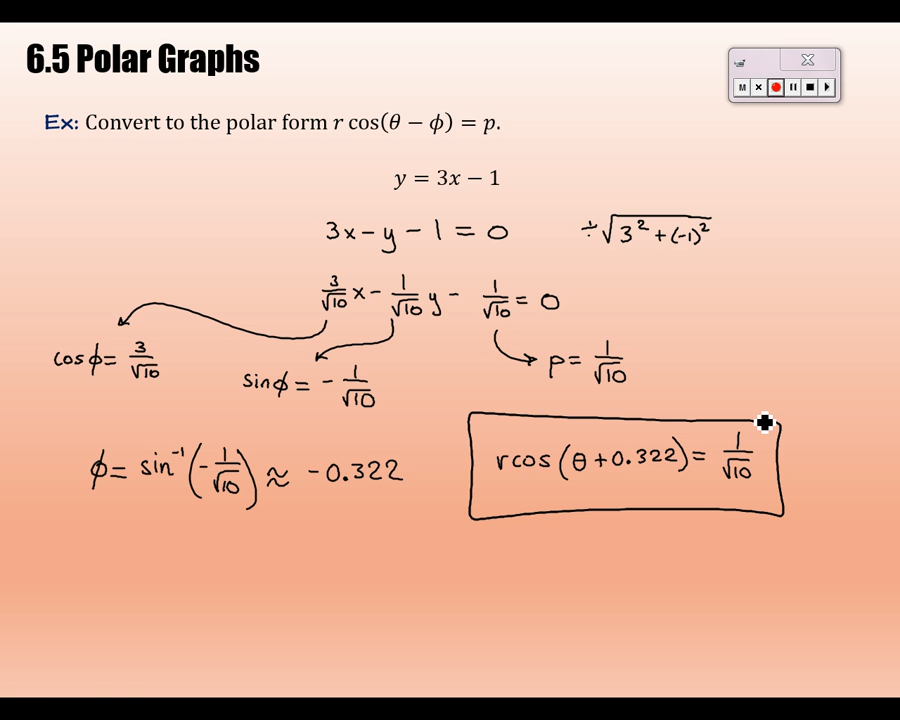 6.5 Polar Graphs
M
Ex: Convert to the polar form r cos(θ − ϕ) = p.
y = 3x − 1
3x − y − 1 = 0 ÷ √(3² + (−1)²)
3/√10 x − 1/√10 y − 1/√10 = 0
cos ϕ = 3/√10
sin ϕ = − 1/√10
p = 1/√10
ϕ = sin⁻¹(− 1/√10) ≈ −0.322
r cos(θ + 0.322) = 1/√10